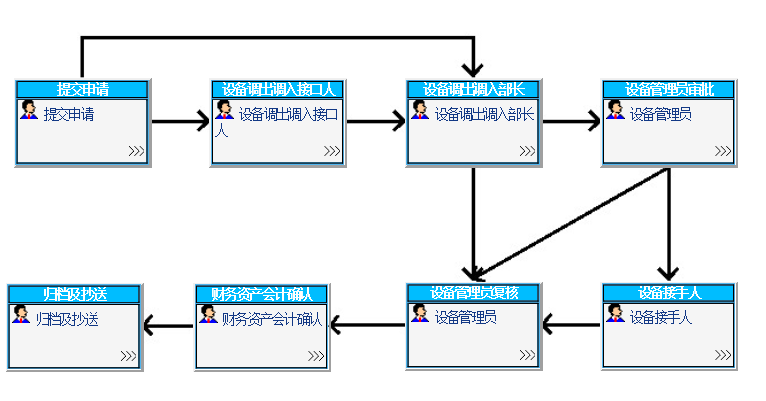 提交申请
提交申请
设备调出调入接口人
设备调出调入接口
人
设备调出调入部长
设备调出调入部长
设备管理员审批
设备管理员
归档及抄送
归档及抄送
财务资产会计确认
财务资产会计确认
设备管理员复核
设备管理员
设备接手人
设备接手人